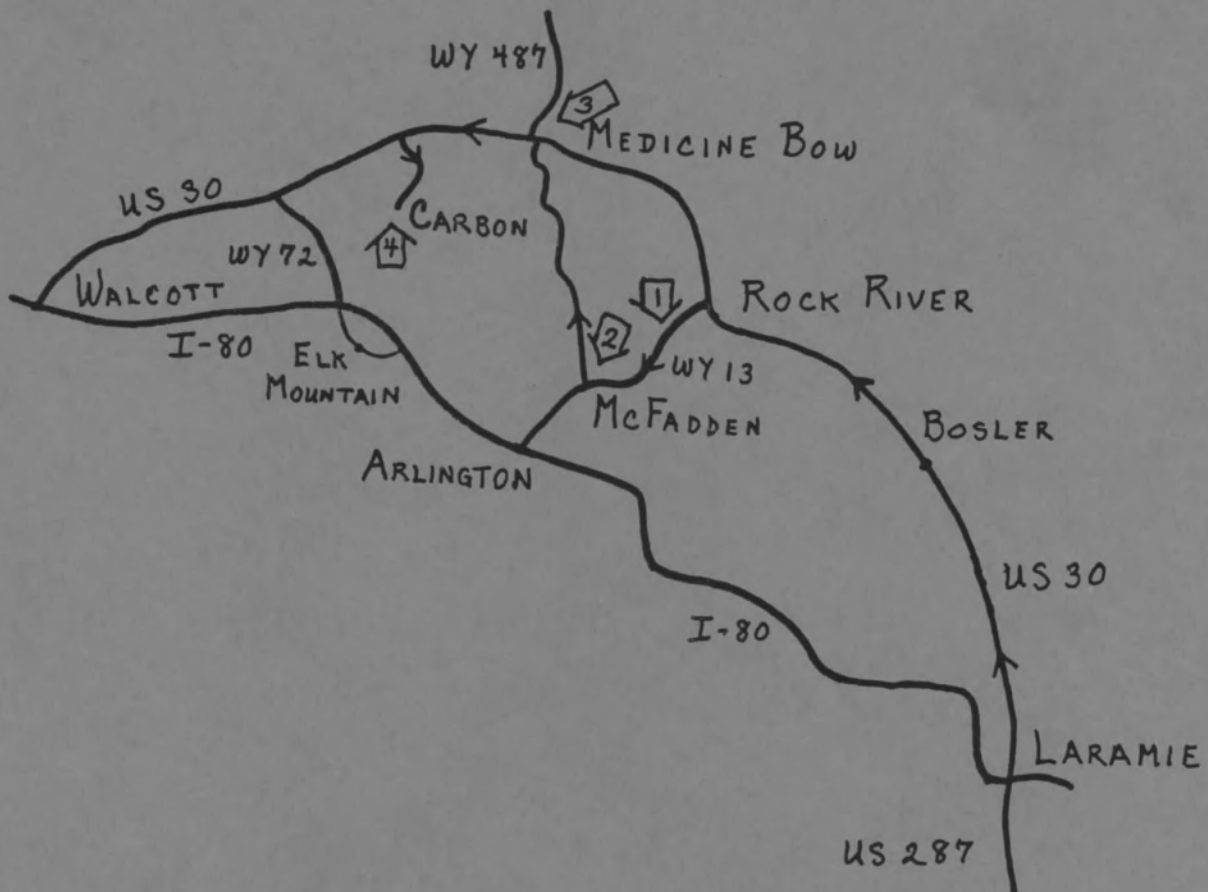 WY 487
3
MEDICINE BOW
US 30
CARBON
4
WY 72
WALCOTT
1
ROCK RIVER
I-80
2
WY 13
ELK
MOUNTAIN
MCFADDEN
BOSLER
ARLINGTON
US 30
I-80
LARAMIE
US 287